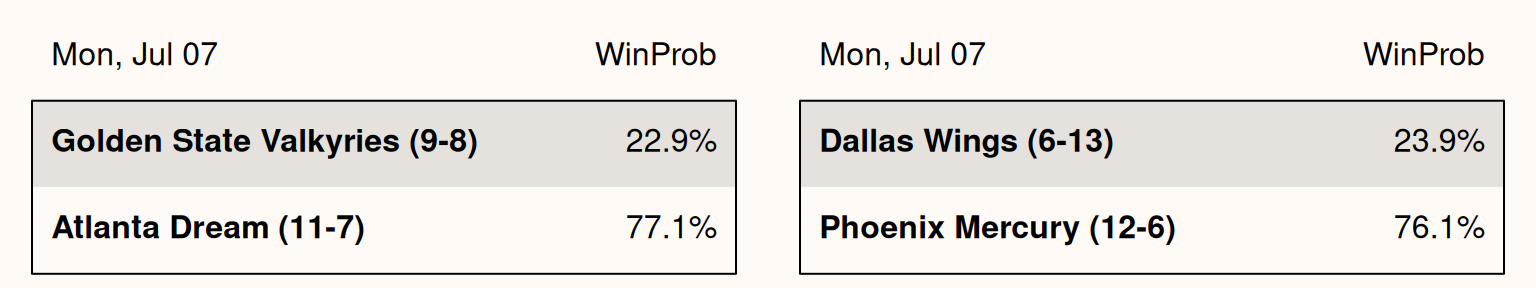 Mon, Jul 07 WinProb
Golden State Valkyries (9-8) 22.9%
Atlanta Dream (11-7) 77.1%
Mon, Jul 07 WinProb
Dallas Wings (6-13) 23.9%
Phoenix Mercury (12-6) 76.1%